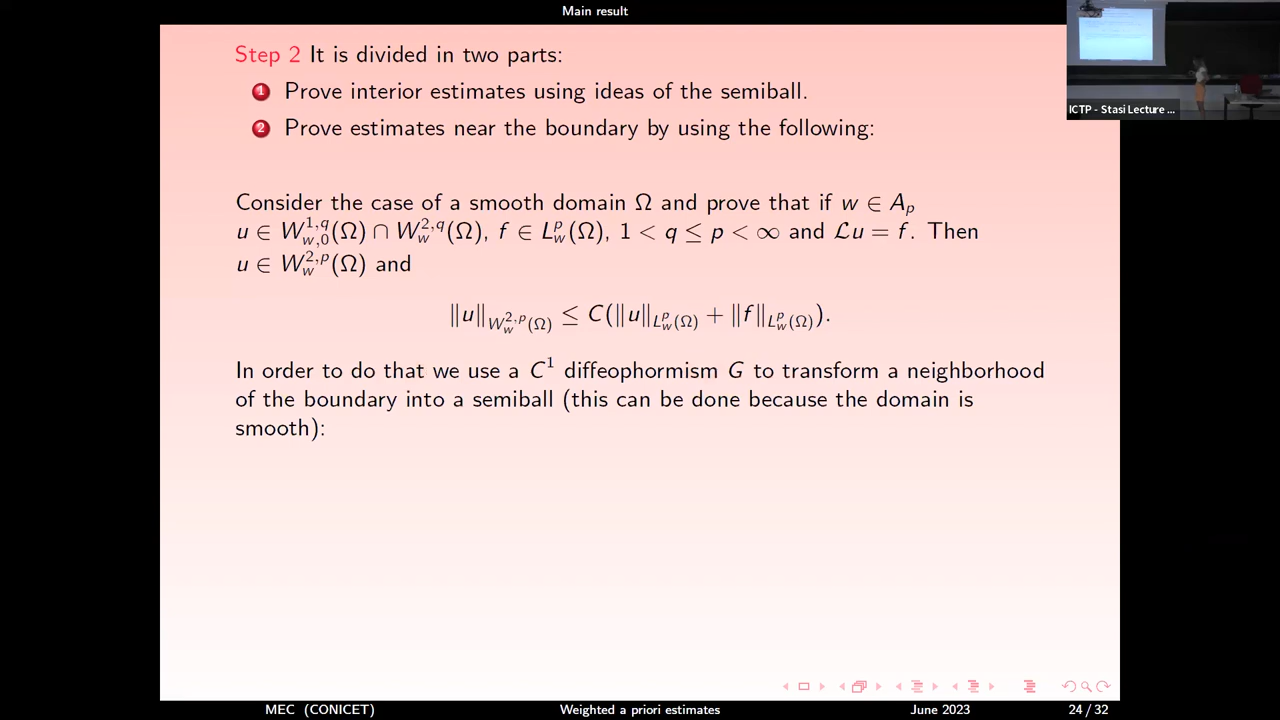 Main result
ICTP - Stasi Lecture ...
Step 2 It is divided in two parts:
1 Prove interior estimates using ideas of the semiball.
2 Prove estimates near the boundary by using the following:
Consider the case of a smooth domain Ω and prove that if w ∈ A_p
u ∈ W^{1,q}_{w,0}(Ω) ∩ W^{2,q}_w(Ω), f ∈ L^p_w(Ω), 1 < q ≤ p < ∞ and ℒu = f. Then
u ∈ W^{2,p}_w(Ω) and
‖u‖_{W^{2,p}_w(Ω)} ≤ C(‖u‖_{L^p_w(Ω)} + ‖f‖_{L^p_w(Ω)}).
In order to do that we use a C^1 diffeophormism G to transform a neighborhood
of the boundary into a semiball (this can be done because the domain is
smooth):
MEC (CONICET) Weighted a priori estimates June 2023 24 / 32